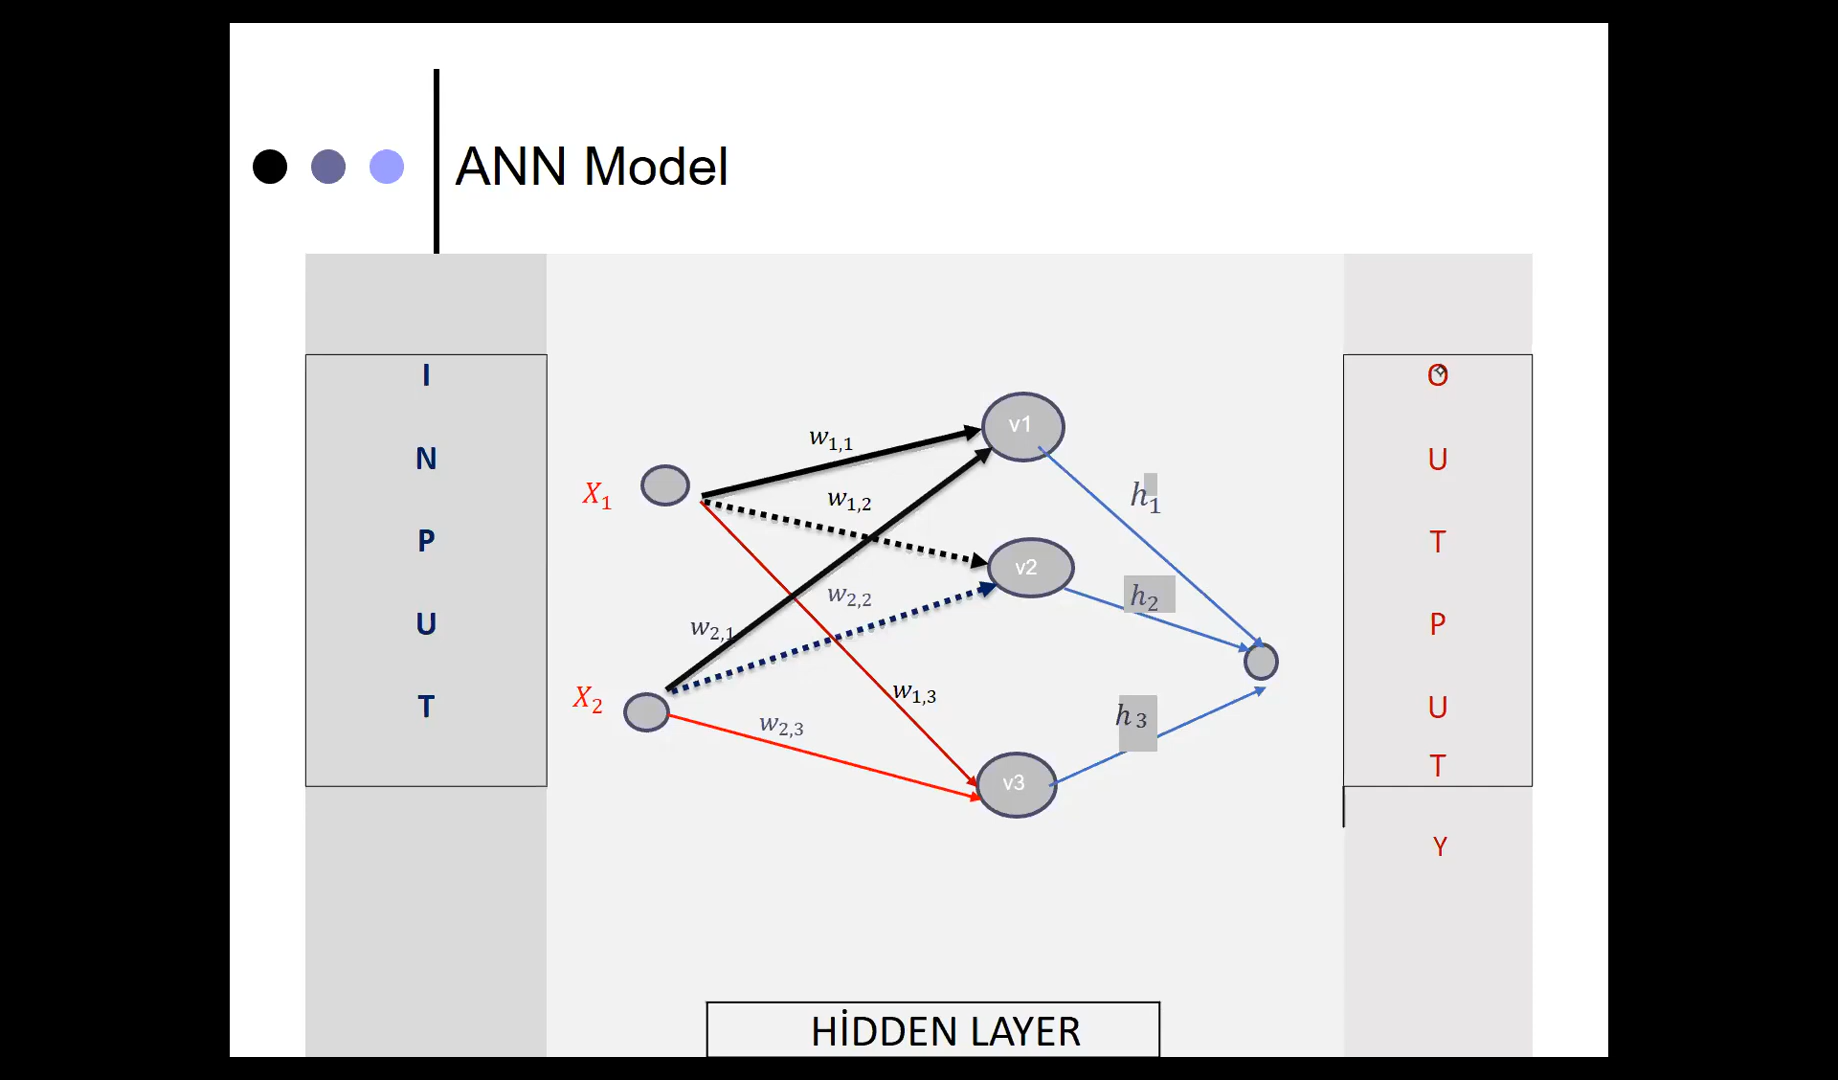 ANN Model
I
N
P
U
T
X1
X2
w1,1
w1,2
w2,2
w2,1
w1,3
w2,3
v1
v2
v3
h1
h2
h3
O
U
T
P
U
T
Y
HİDDEN LAYER